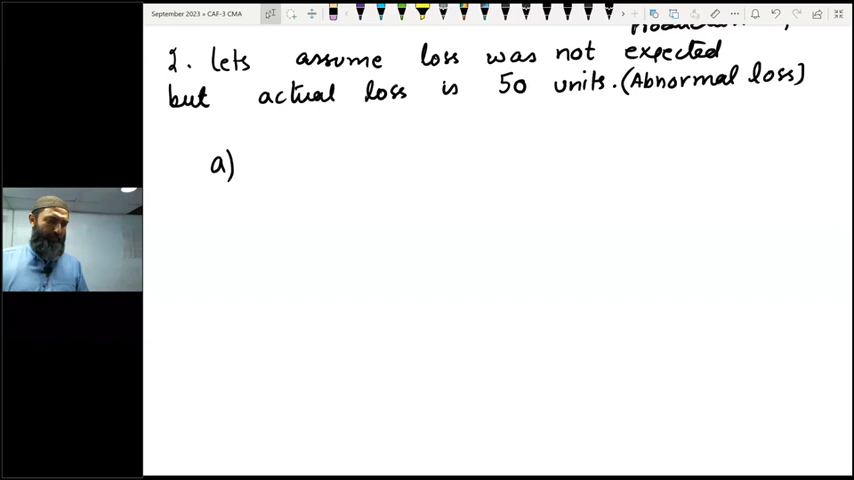 September 2023 » CAF-3 CMA
2. Lets assume loss was not expected
but actual loss is 50 units. (Abnormal loss)
a)